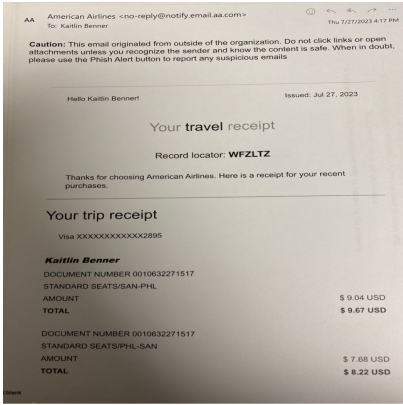 AA
American Airlines <no-reply@notify.email.aa.com>
To: Kaitlin Benner
Thu 7/27/2023 4:17 PM
Caution: This email originated from outside of the organization. Do not click links or open
attachments unless you recognize the sender and know the content is safe. When in doubt,
please use the Phish Alert button to report any suspicious emails
Hello Kaitlin Benner!
Issued: Jul 27, 2023
Your travel receipt
Record locator: WFZLTZ
Thanks for choosing American Airlines. Here is a receipt for your recent
purchases.
Your trip receipt
Visa XXXXXXXXXXXX2895
Kaitlin Benner
DOCUMENT NUMBER 0010632271517
STANDARD SEATS/SAN-PHL
AMOUNT $ 9.04 USD
TOTAL $ 9.67 USD
DOCUMENT NUMBER 0010632271517
STANDARD SEATS/PHL-SAN
AMOUNT $ 7.68 USD
TOTAL $ 8.22 USD